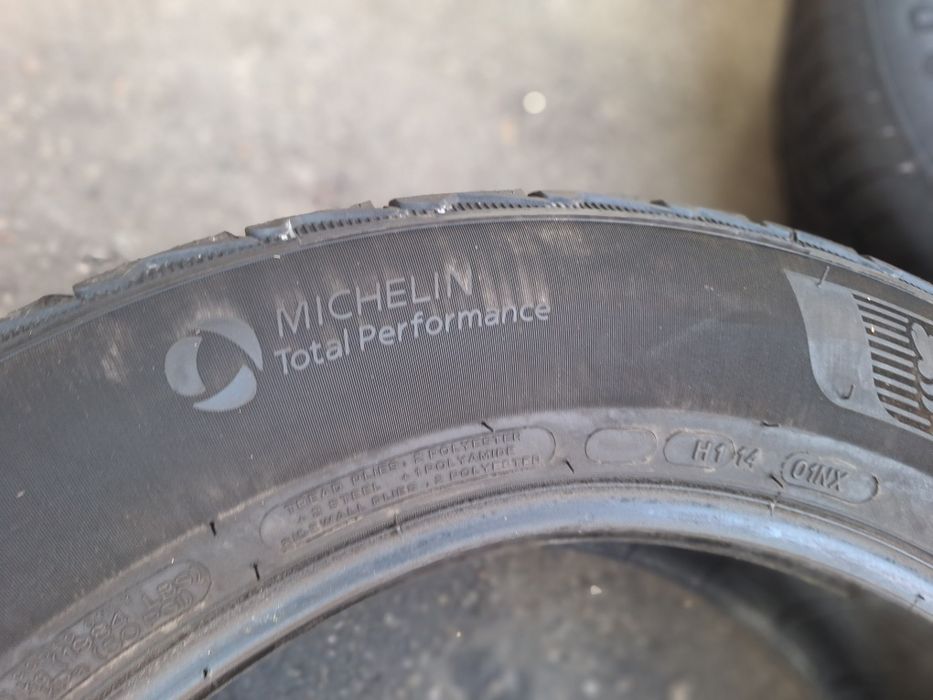 MICHELIN
Total Performance
TREAD PLIES : 2 POLYESTER
+ 2 STEEL + 1 POLYAMIDE
SIDEWALL PLIES : 2 POLYESTER
H1 14
01NX